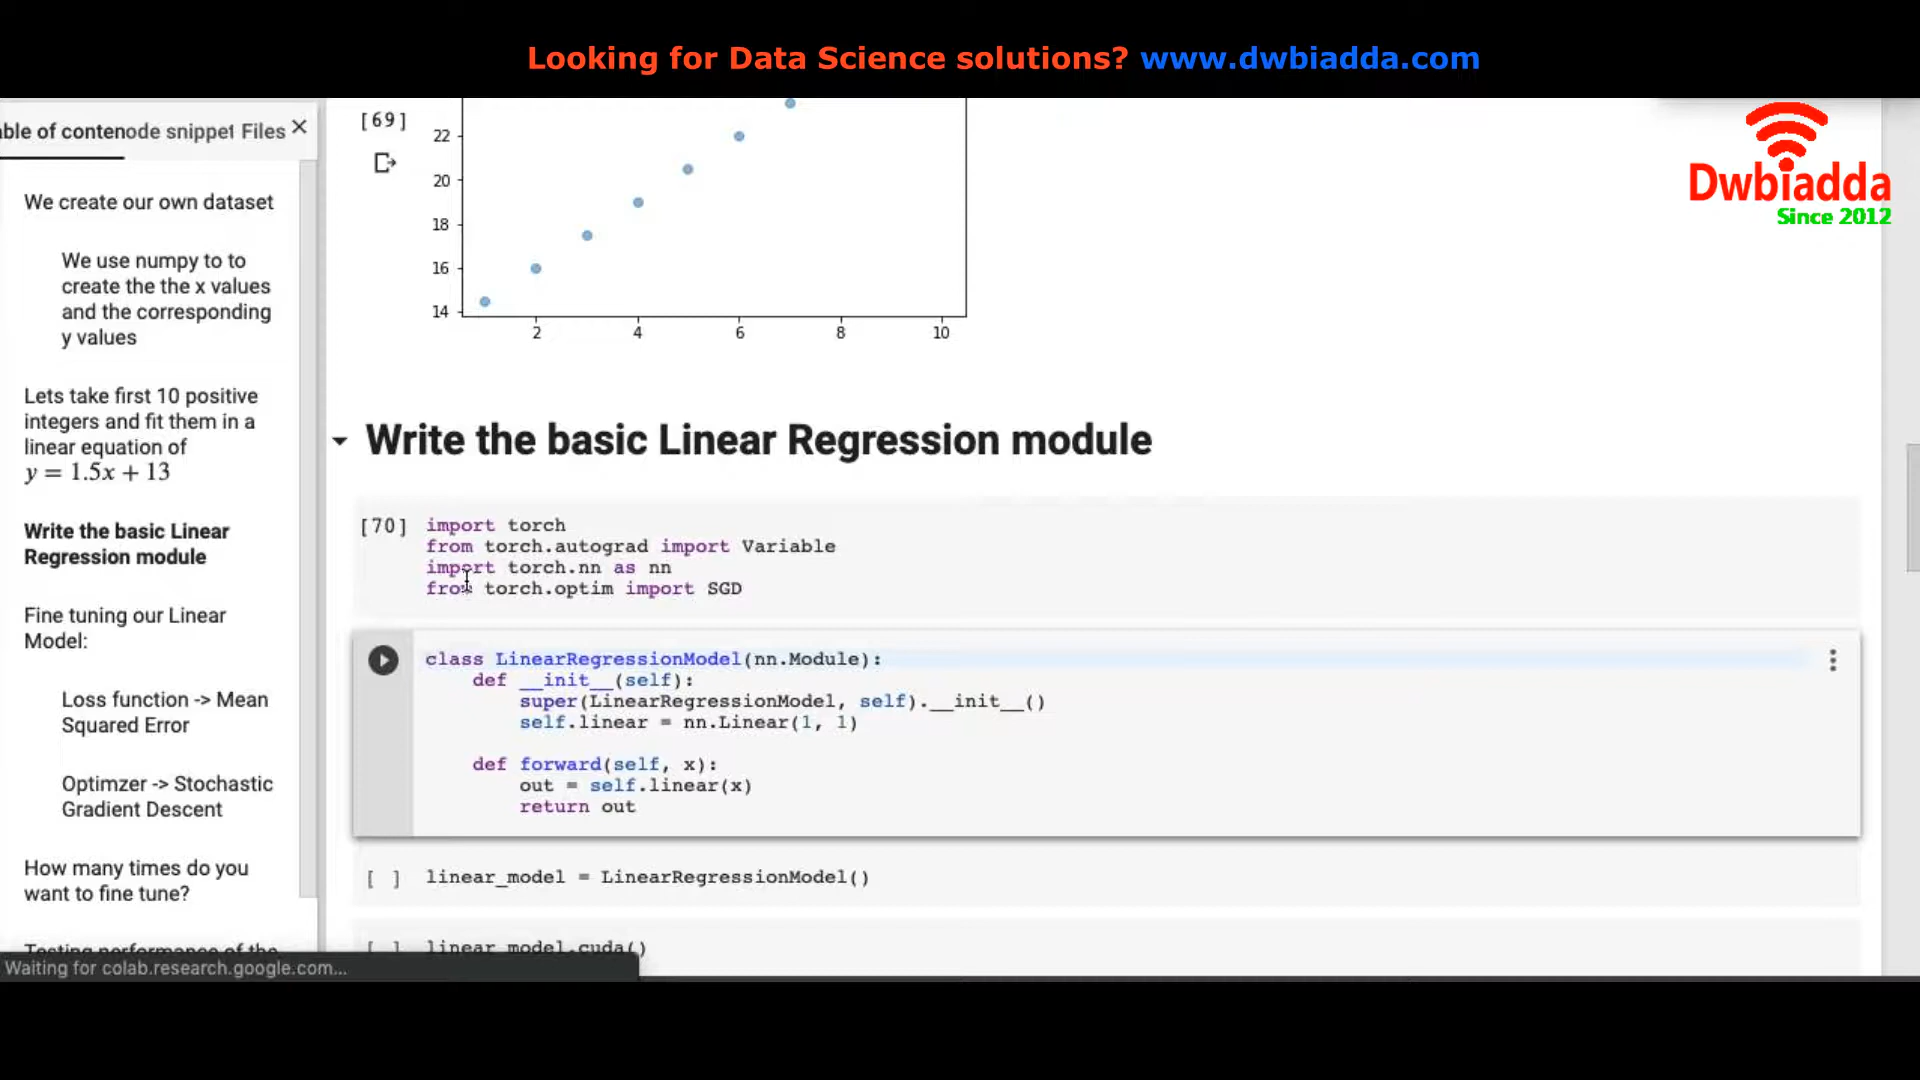 Looking for Data Science solutions? www.dwbiadda.com
Dwbiadda
Since 2012
ble of conten ode snippet Files
We create our own dataset
We use numpy to to
create the the x values
and the corresponding
y values
Lets take first 10 positive
integers and fit them in a
linear equation of
y = 1.5x + 13
Write the basic Linear
Regression module
Fine tuning our Linear
Model:
Loss function -> Mean
Squared Error
Optimzer -> Stochastic
Gradient Descent
How many times do you
want to fine tune?
Testing performance of the
Waiting for colab.research.google.com...
[69]
22
20
18
16
14
2 4 6 8 10
Write the basic Linear Regression module
[70] import torch
from torch.autograd import Variable
import torch.nn as nn
from torch.optim import SGD
class LinearRegressionModel(nn.Module):
def __init__(self):
super(LinearRegressionModel, self).__init__()
self.linear = nn.Linear(1, 1)
def forward(self, x):
out = self.linear(x)
return out
[ ] linear_model = LinearRegressionModel()
[ ] linear_model.cuda()